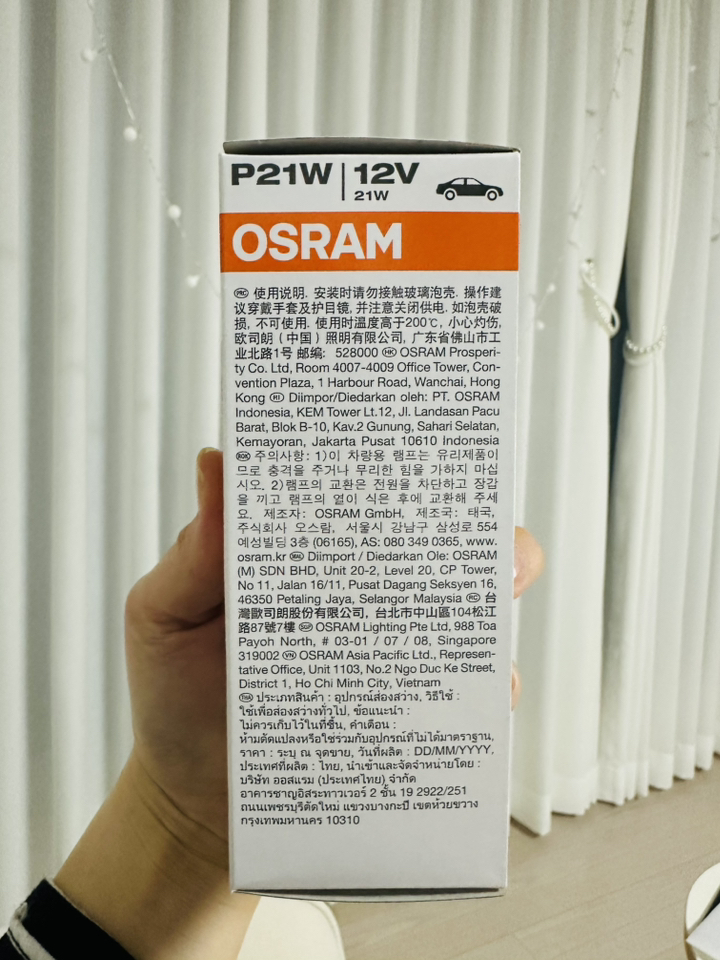 P21W | 12V
21W
OSRAM
PRC 使用说明. 安装时请勿接触玻璃泡壳. 操作建
议穿戴手套及护目镜, 并注意关闭供电. 如泡壳破
损, 不可使用. 使用时温度高于200℃, 小心灼伤,
欧司朗 ( 中国 ) 照明有限公司, 广东省佛山市工
业北路1号 邮编: 528000 HK OSRAM Prosperi-
ty Co. Ltd, Room 4007-4009 Office Tower, Con-
vention Plaza, 1 Harbour Road, Wanchai, Hong
Kong RI Diimpor/Diedarkan oleh: PT. OSRAM
Indonesia, KEM Tower Lt.12, Jl. Landasan Pacu
Barat, Blok B-10, Kav.2 Gunung, Sahari Selatan,
Kemayoran, Jakarta Pusat 10610 Indonesia
ROK 주의사항: 1)이 차량용 램프는 유리제품이
므로 충격을 주거나 무리한 힘을 가하지 마십
시오. 2)램프의 교환은 전원을 차단하고 장갑
을 끼고 램프의 열이 식은 후에 교환해 주세
요. 제조자: OSRAM GmbH, 제조국: 태국,
주식회사 오스람, 서울시 강남구 삼성로 554
예성빌딩 3층 (06165), AS: 080 349 0365, www.
osram.kr MAL Diimport / Diedarkan Ole: OSRAM
(M) SDN BHD, Unit 20-2, Level 20, CP Tower,
No 11, Jalan 16/11, Pusat Dagang Seksyen 16,
46350 Petaling Jaya, Selangor Malaysia RC 台
灣歐司朗股份有限公司, 台北市中山區104松江
路87號7樓 SGP OSRAM Lighting Pte Ltd, 988 Toa
Payoh North, # 03-01 / 07 / 08, Singapore
319002 VN OSRAM Asia Pacific Ltd., Represen-
tative Office, Unit 1103, No.2 Ngo Duc Ke Street,
District 1, Ho Chi Minh City, Vietnam
THA ประเภทสินค้า : อุปกรณ์ส่องสว่าง, วิธีใช้ :
ใช้เพื่อส่องสว่างทั่วไป, ข้อแนะนำ :
ไม่ควรเก็บไว้ในที่ชื้น, คำเตือน :
ห้ามดัดแปลงหรือใช้ร่วมกับอุปกรณ์ที่ไม่ได้มาตราฐาน,
ราคา : ระบุ ณ จุดขาย, วันที่ผลิต : DD/MM/YYYY,
ประเทศที่ผลิต : ไทย, นำเข้าและจัดจำหน่ายโดย :
บริษัท ออสแรม (ประเทศไทย) จำกัด
อาคารชาญอิสระทาวเวอร์ 2 ชั้น 19 2922/251
ถนนเพชรบุรีตัดใหม่ แขวงบางกะปิ เขตห้วยขวาง
กรุงเทพมหานคร 10310